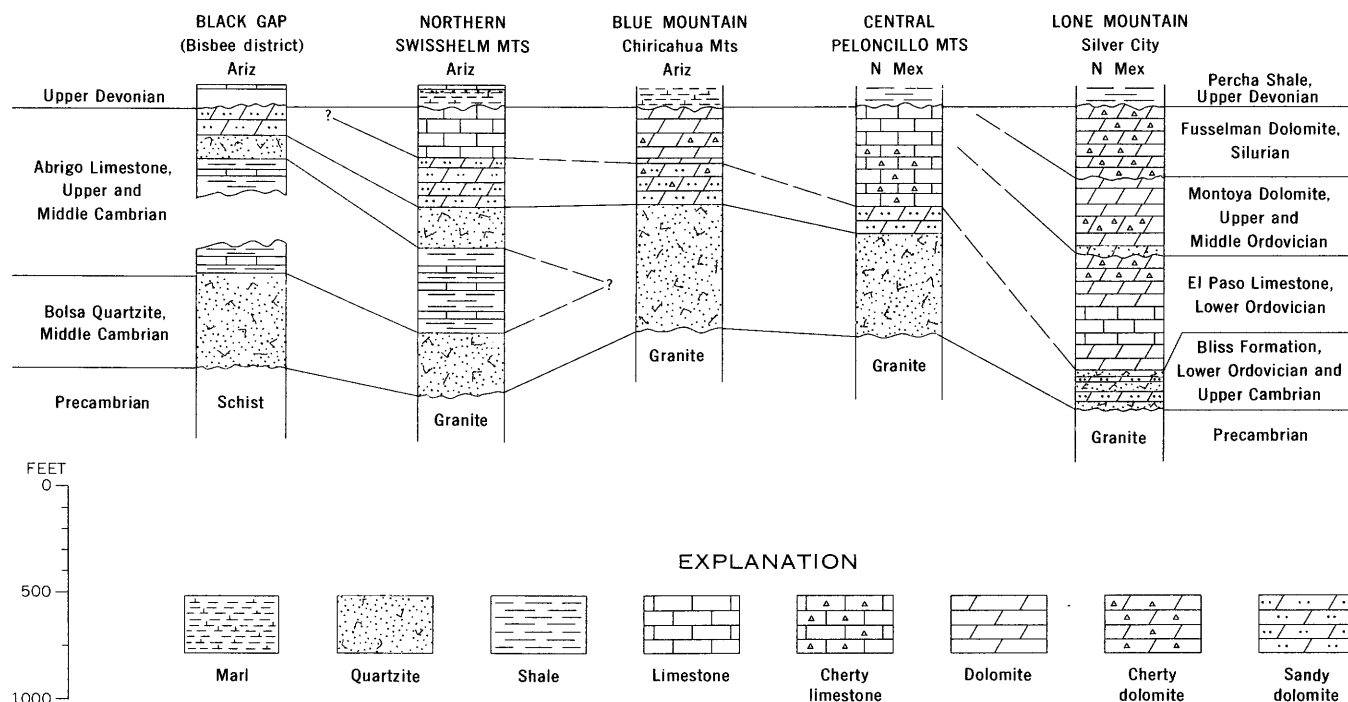 BLACK GAP
(Bisbee district)
Ariz
NORTHERN
SWISSHELM MTS
Ariz
BLUE MOUNTAIN
Chiricahua Mts
Ariz
CENTRAL
PELONCILLO MTS
N Mex
LONE MOUNTAIN
Silver City
N Mex
Upper Devonian
Abrigo Limestone,
Upper and
Middle Cambrian
Bolsa Quartzite,
Middle Cambrian
Precambrian
Schist
?
Granite
?
Granite
Granite
Granite
Percha Shale,
Upper Devonian
Fusselman Dolomite,
Silurian
Montoya Dolomite,
Upper and
Middle Ordovician
El Paso Limestone,
Lower Ordovician
Bliss Formation,
Lower Ordovician and
Upper Cambrian
Precambrian
FEET
0
500
1000
EXPLANATION
Marl
Quartzite
Shale
Limestone
Cherty
limestone
Dolomite
Cherty
dolomite
Sandy
dolomite